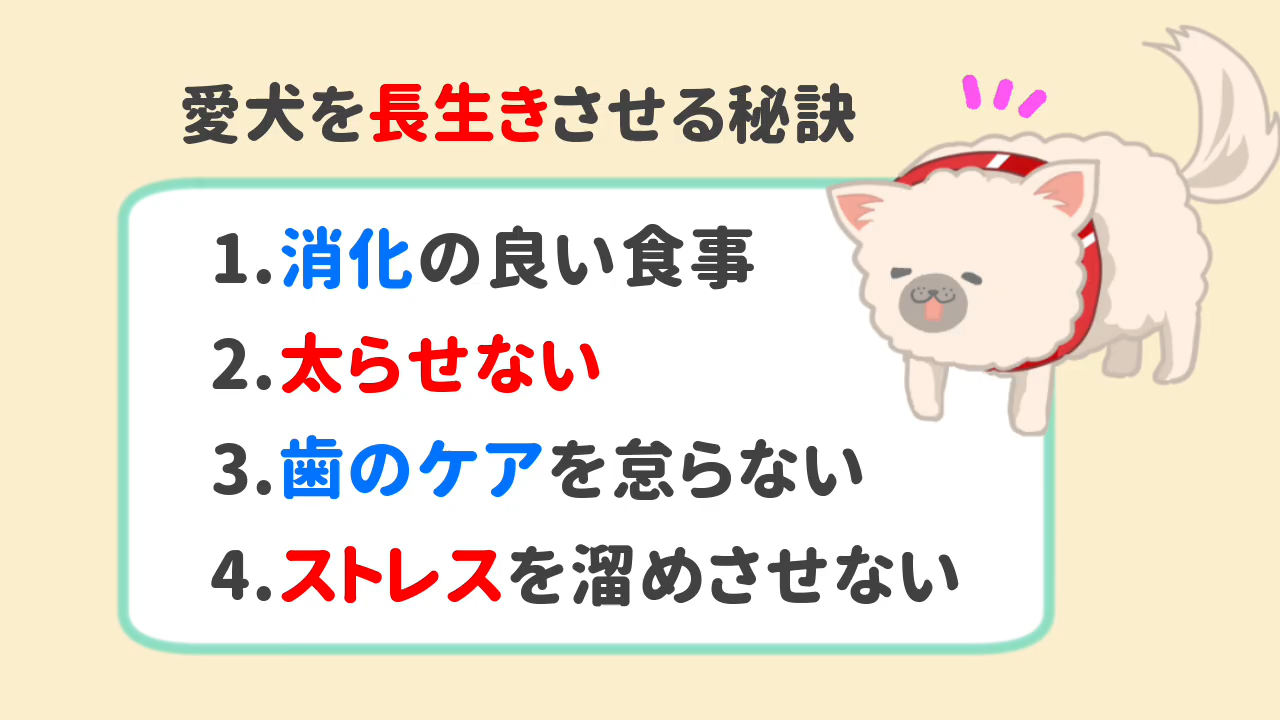 愛犬を長生きさせる秘訣
1.消化の良い食事
2.太らせない
3.歯のケアを怠らない
4.ストレスを溜めさせない